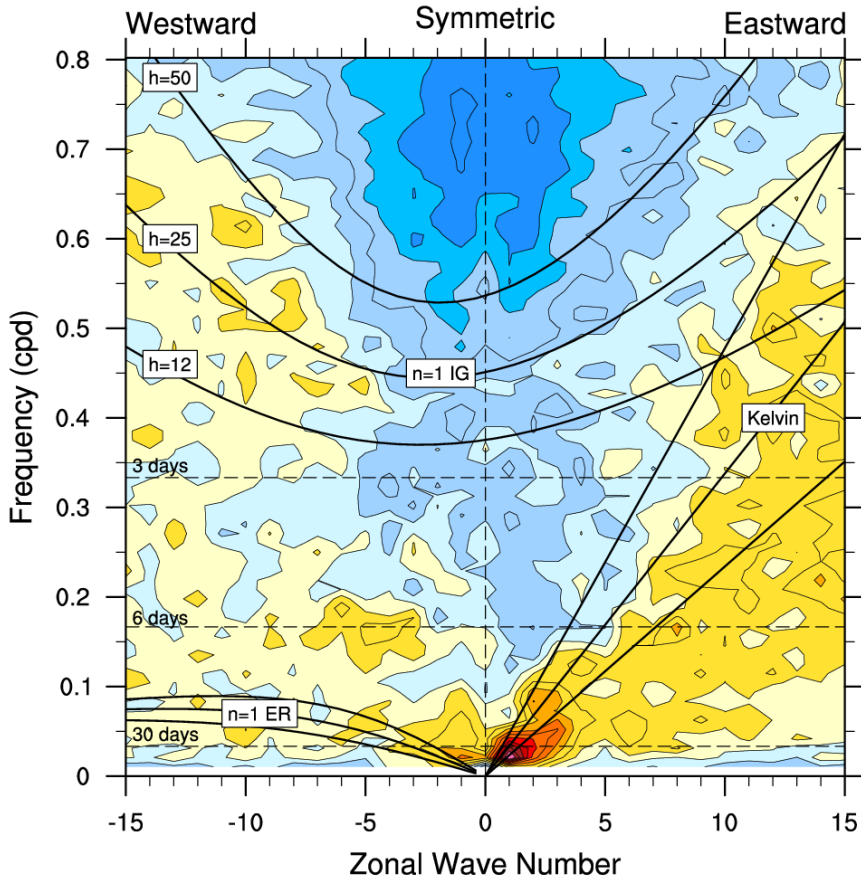 Westward Symmetric Eastward
0.8
h=50
0.7
h=25
0.6
0.5
h=12
n=1 IG
0.4
Kelvin
3 days
0.3
0.2
6 days
0.1
n=1 ER
30 days
0
-15 -10 -5 0 5 10 15
Frequency (cpd)
Zonal Wave Number